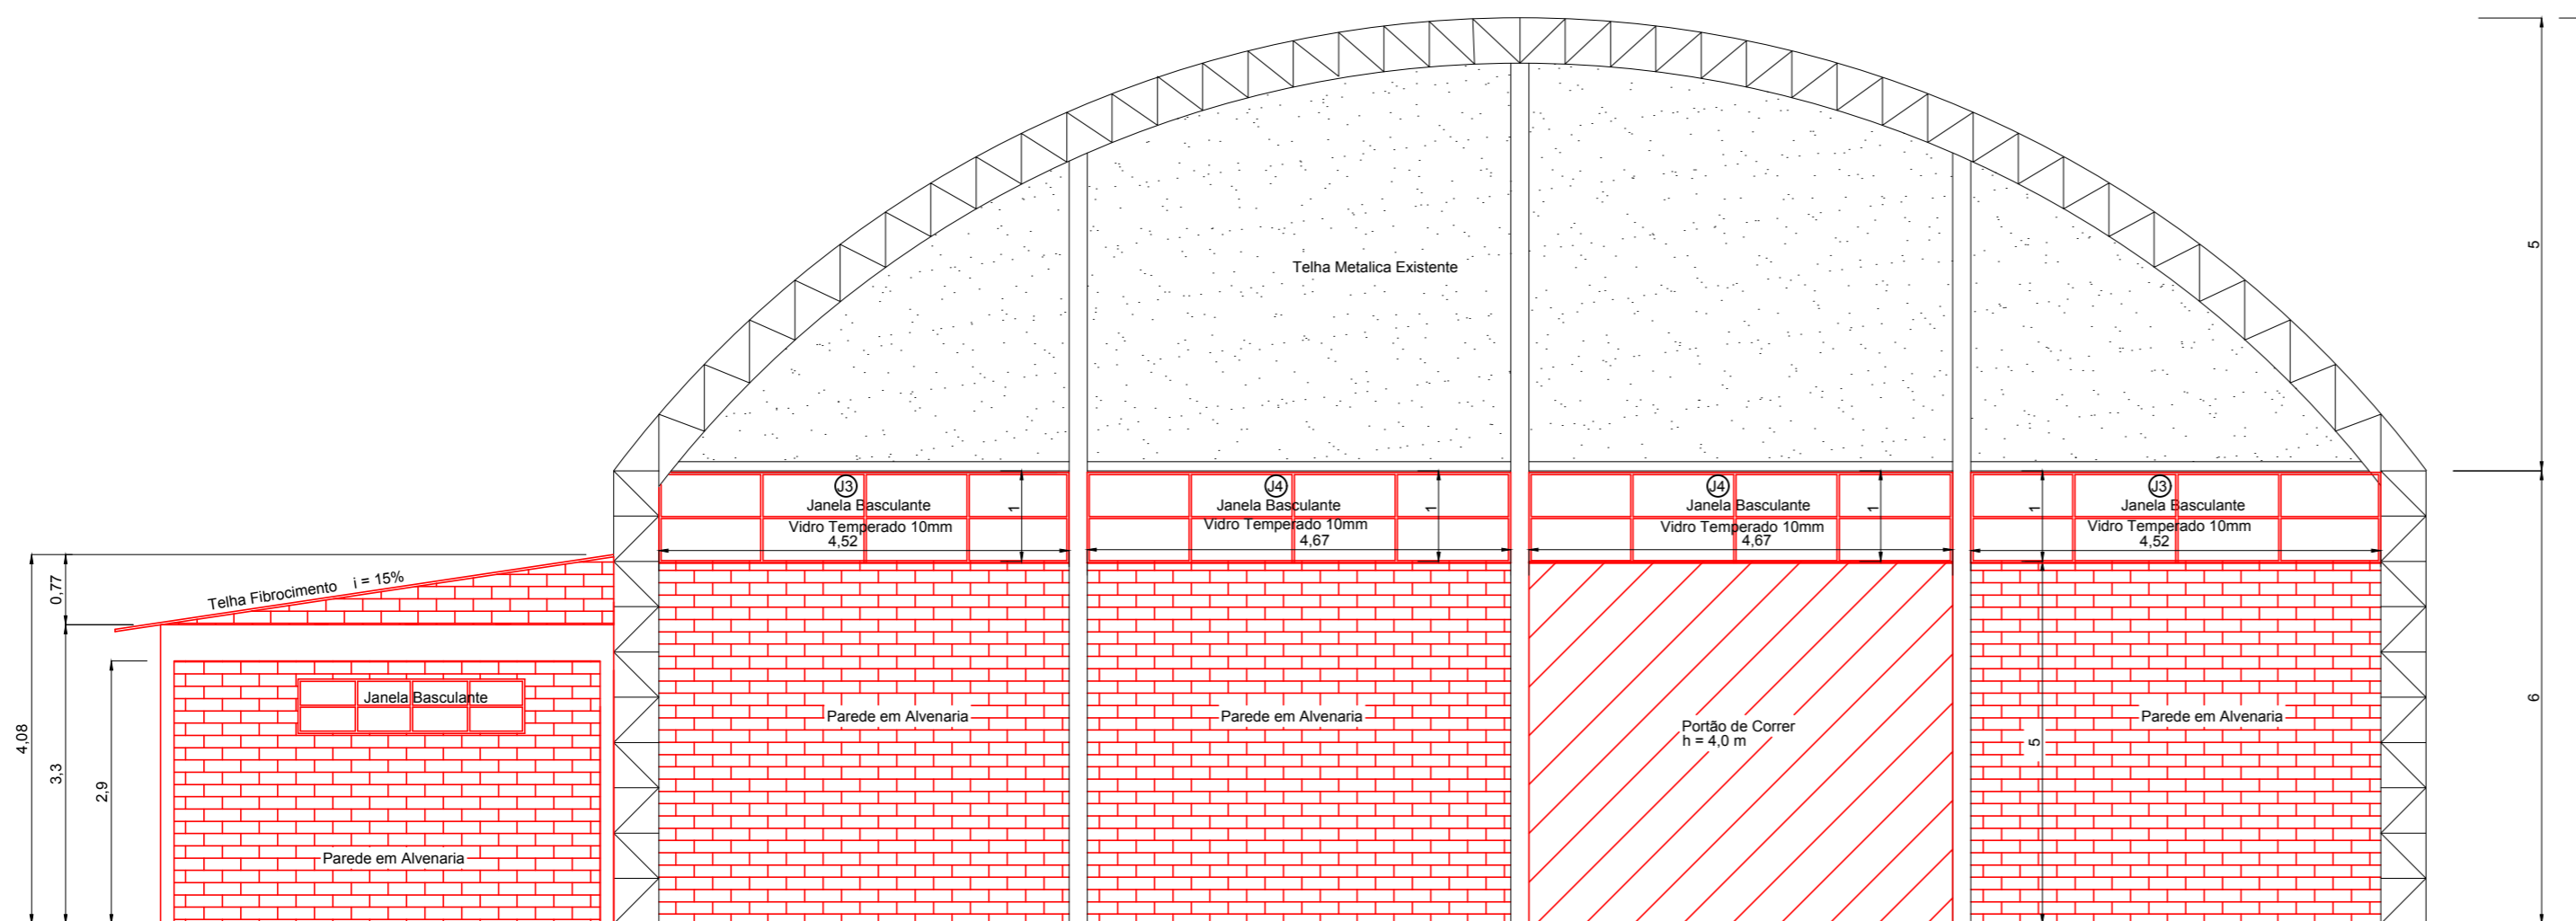 5
Telha Metalica Existente
J3
Janela Basculante
Vidro Temperado 10mm
4,52
1
J4
Janela Basculante
Vidro Temperado 10mm
4,67
1
J4
Janela Basculante
Vidro Temperado 10mm
4,67
1
J3
Janela Basculante
Vidro Temperado 10mm
4,52
1
Telha Fibrocimento i = 15%
0,77
4,08
3,3
2,9
Janela Basculante
Parede em Alvenaria
Parede em Alvenaria
Parede em Alvenaria
Portão de Correr
h = 4,0 m
Parede em Alvenaria
5
6